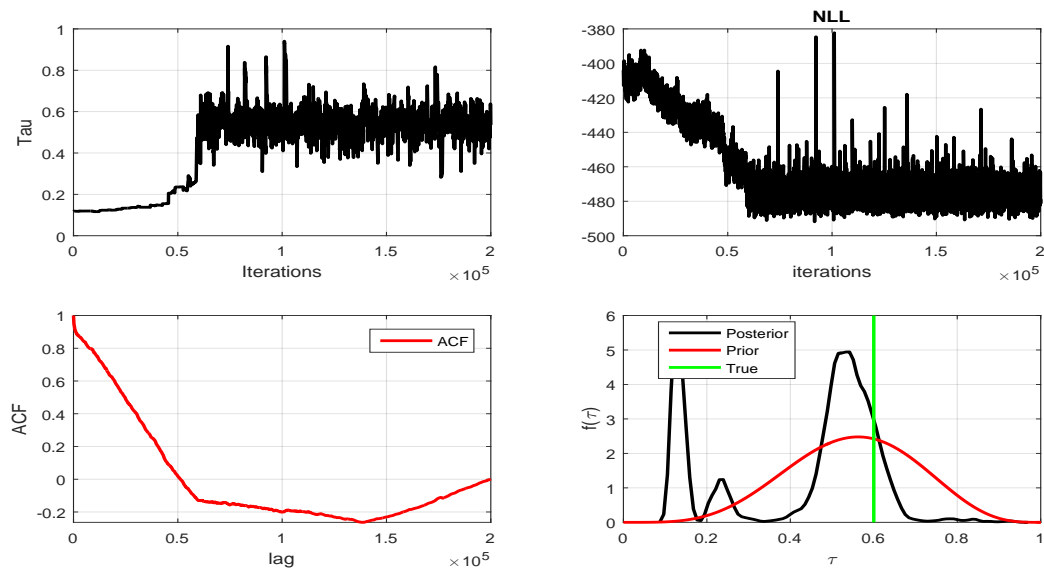 1
0.8
0.6
0.4
0.2
0
Tau
0 0.5 1 1.5 2
Iterations
×10^5
NLL
-380
-400
-420
-440
-460
-480
-500
0 0.5 1 1.5 2
iterations
×10^5
1
0.8
0.6
0.4
0.2
0
-0.2
ACF
ACF
0 0.5 1 1.5 2
lag
×10^5
6
5
4
3
2
1
0
f(τ)
Posterior
Prior
True
0 0.2 0.4 0.6 0.8 1
τ